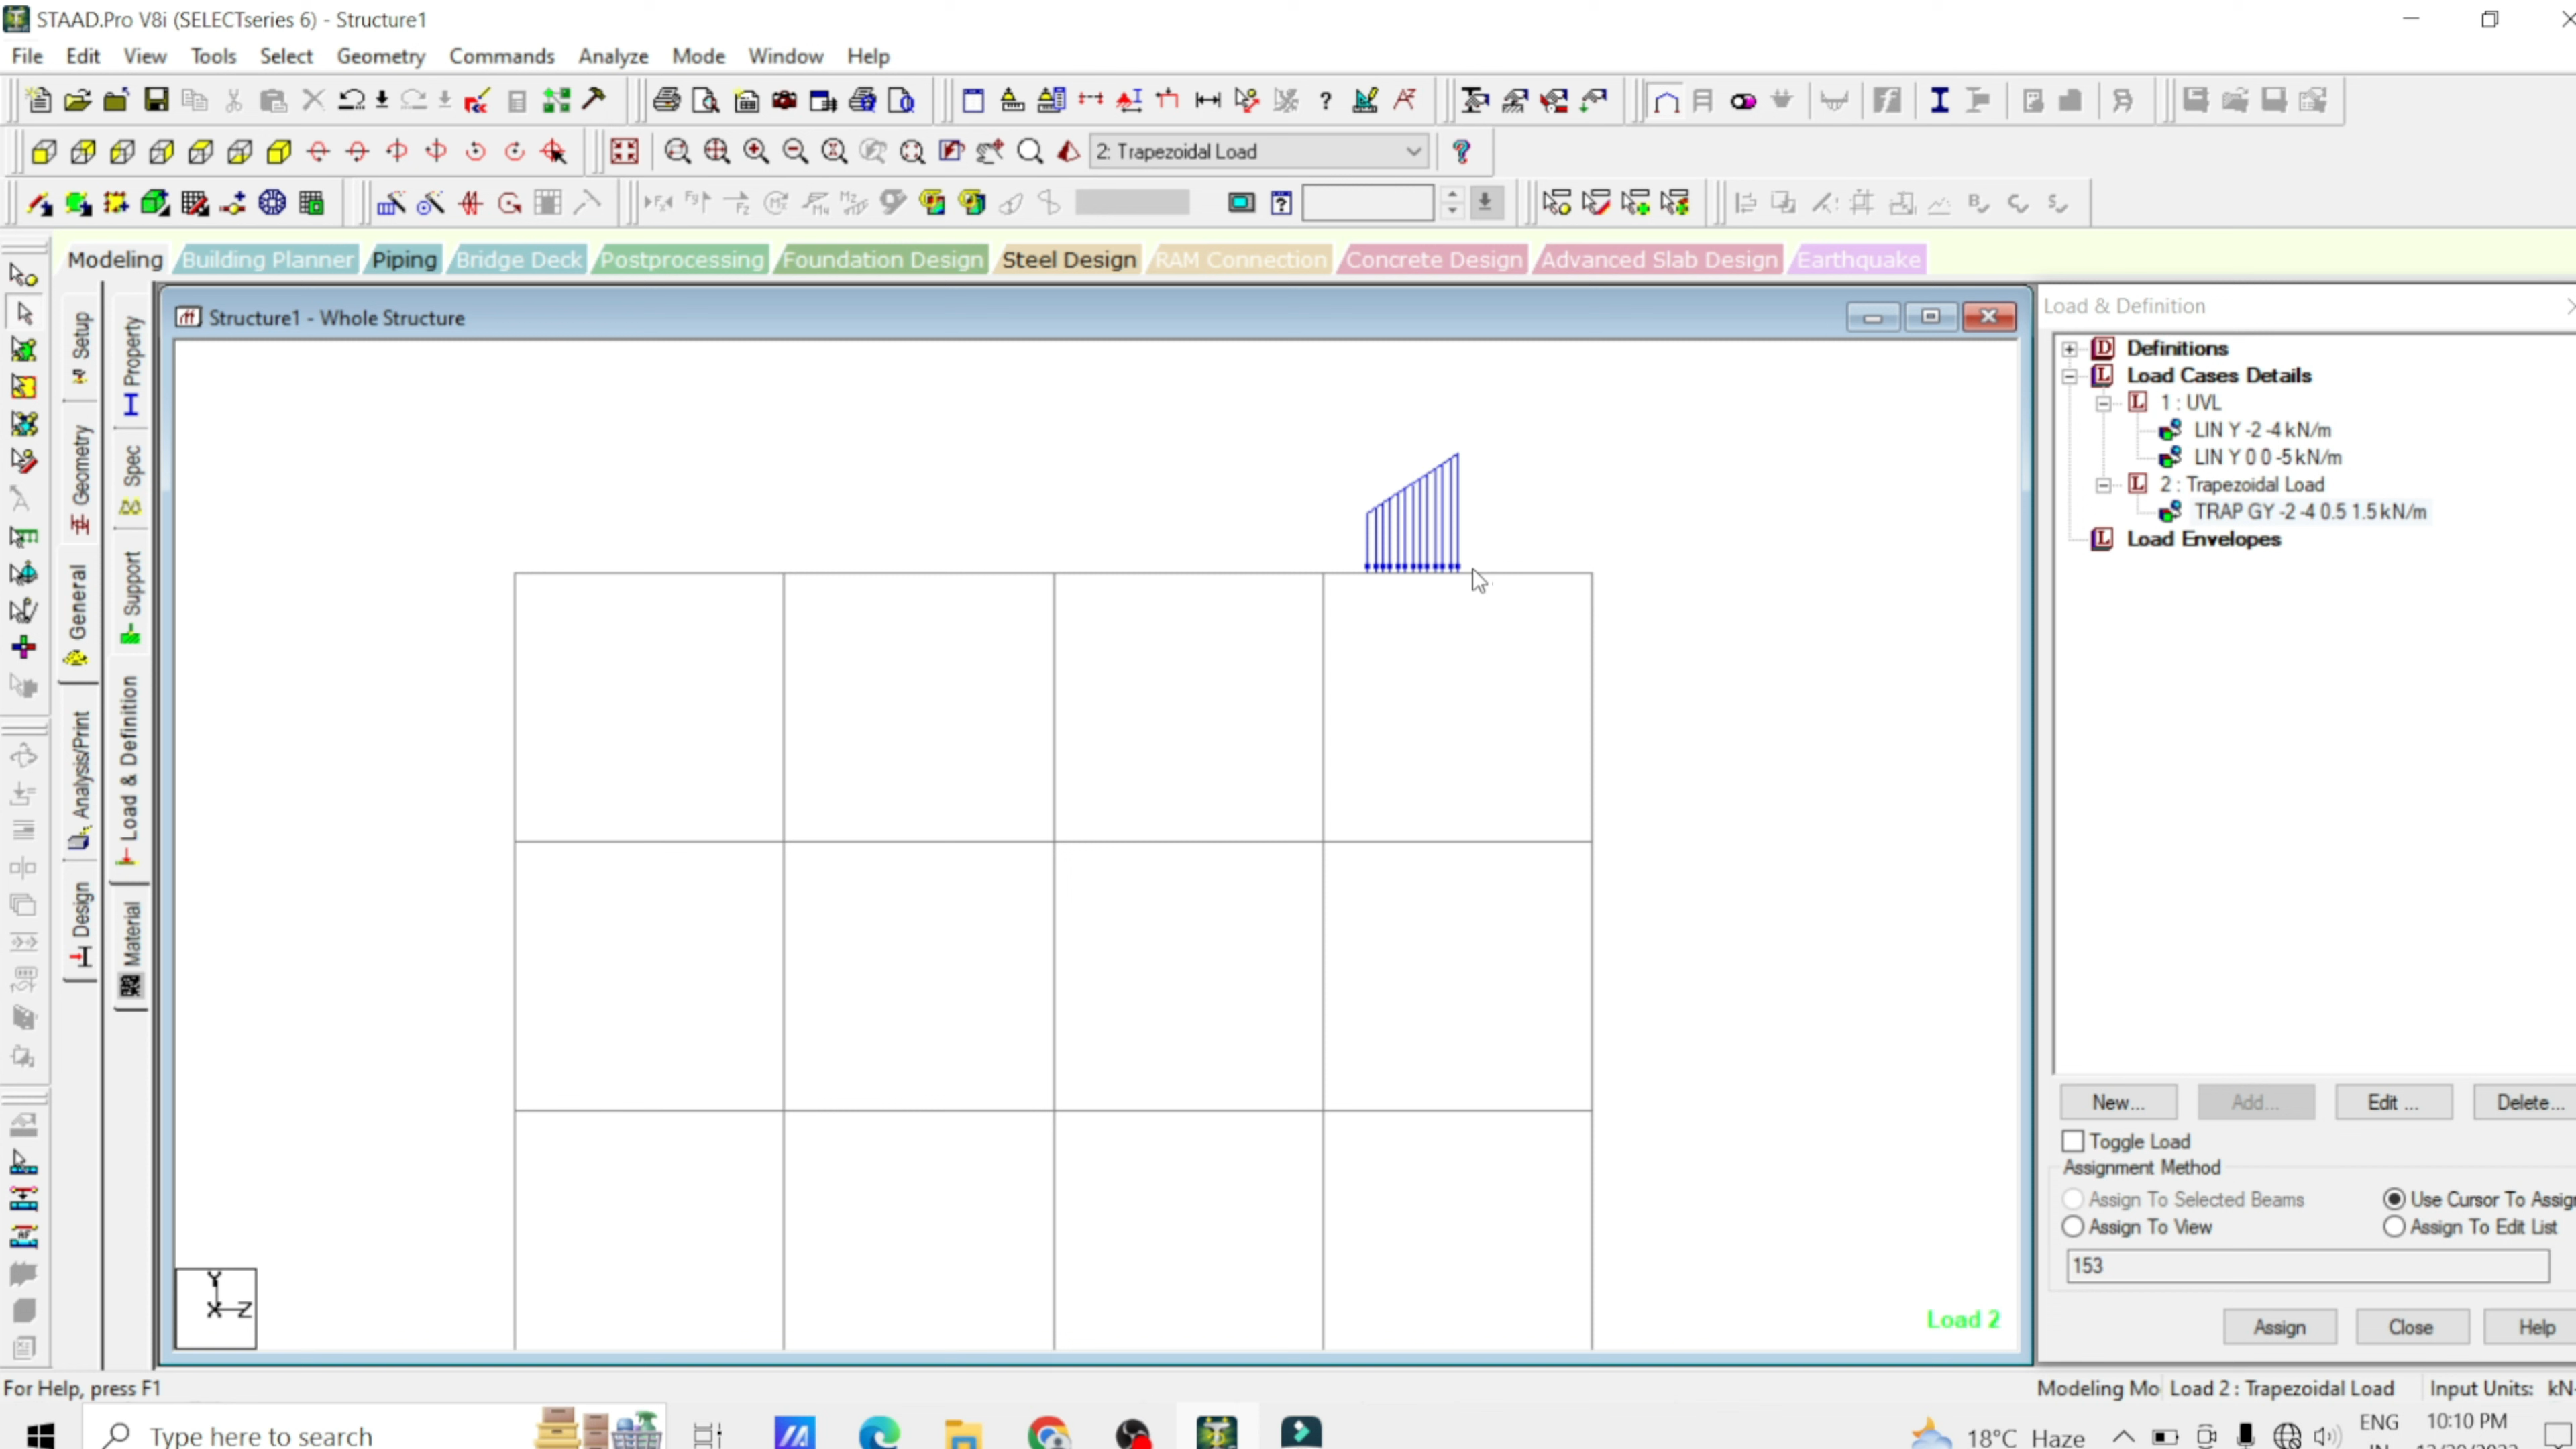 STAAD.Pro V8i (SELECTseries 6) - Structure1
File Edit View Tools Select Geometry Commands Analyze Mode Window Help
2: Trapezoidal Load
Modeling Building Planner Piping Bridge Deck Postprocessing Foundation Design Steel Design RAM Connection Concrete Design Advanced Slab Design Earthquake
Setup
Geometry
General
Analysis/Print
Design
Property
Spec
Support
Load & Definition
Material
Structure1 - Whole Structure
Y
X Z
Load 2
Load & Definition
Definitions
Load Cases Details
1 : UVL
LIN Y -2 -4 kN/m
LIN Y 0 0 -5 kN/m
2 : Trapezoidal Load
TRAP GY -2 -4 0.5 1.5 kN/m
Load Envelopes
New... Add... Edit ... Delete...
Toggle Load
Assignment Method
Assign To Selected Beams Use Cursor To Assig
Assign To View Assign To Edit List
153
Assign Close Help
For Help, press F1
Modeling Mo Load 2 : Trapezoidal Load Input Units: kN
Type here to search
18°C Haze
ENG
10:10 PM